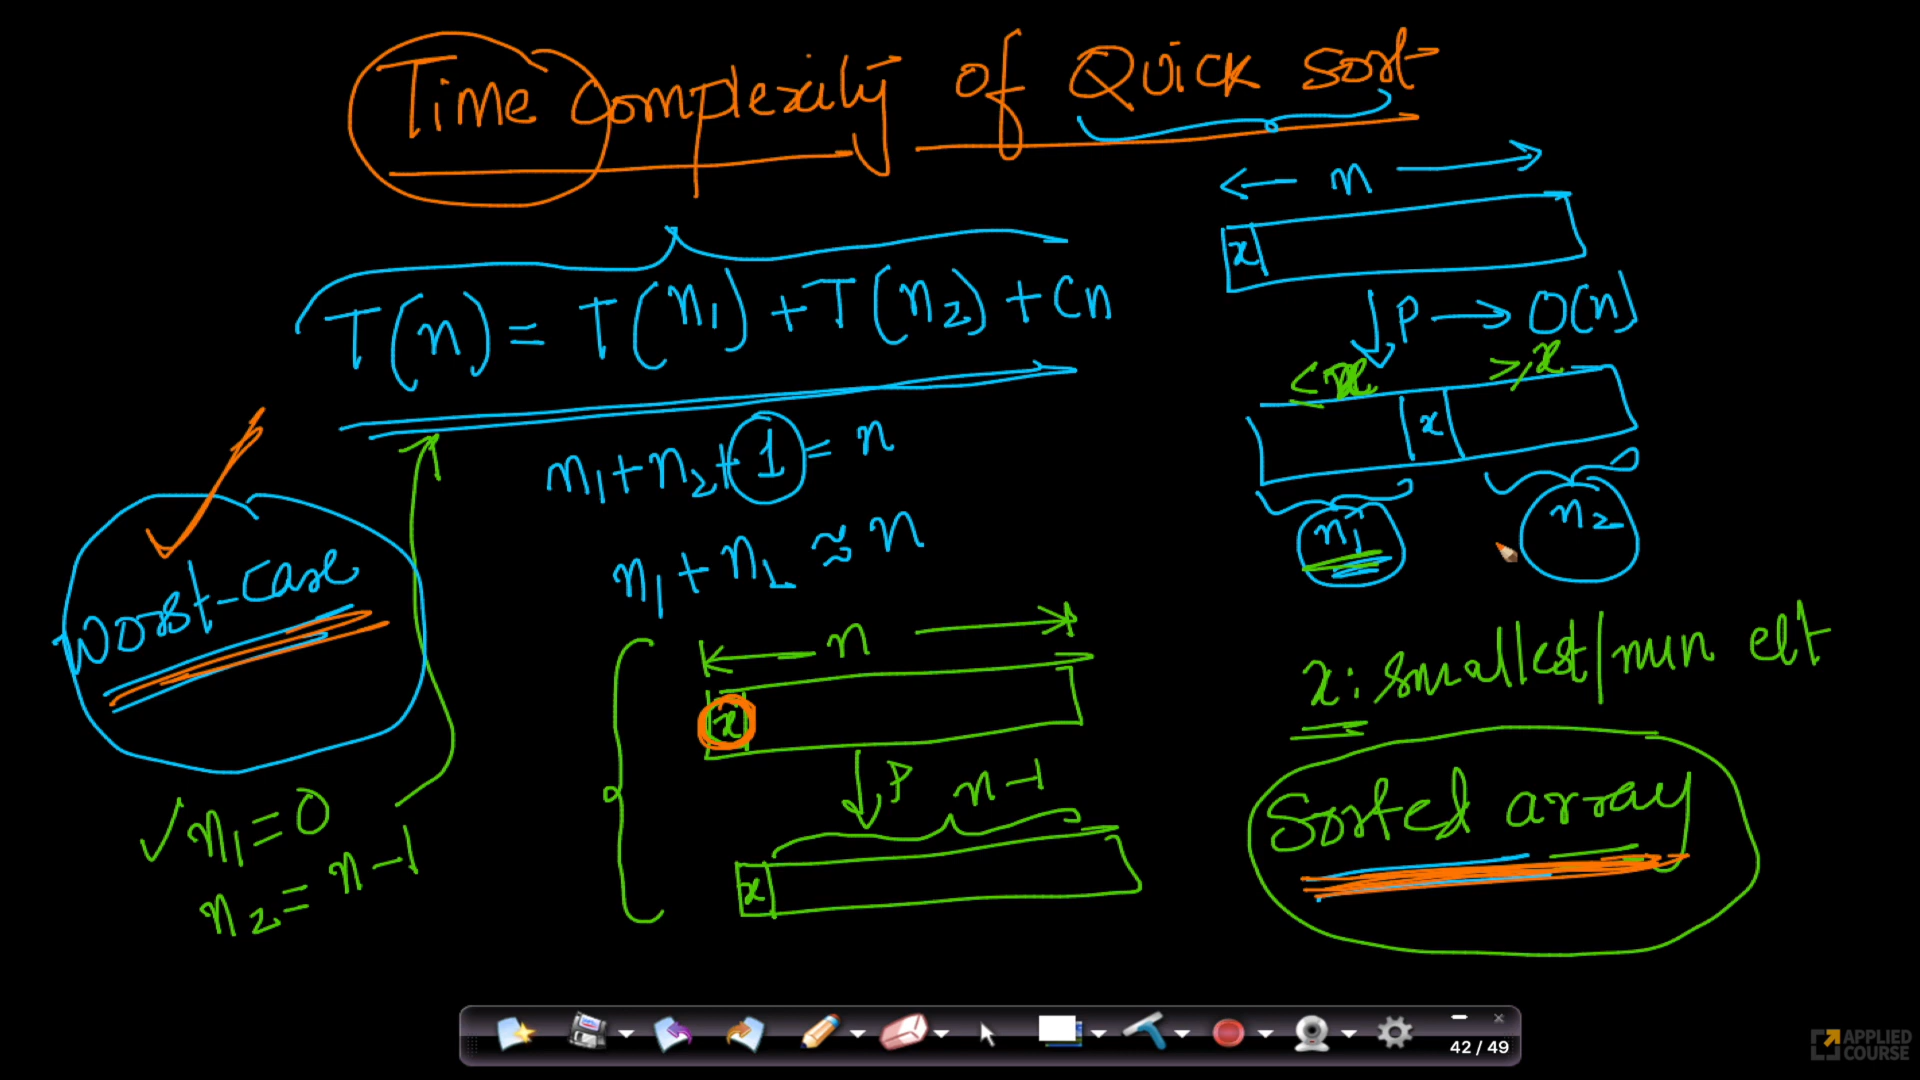 Time Complexity of Quick sort
← n →
x
T(n) = T(n1) + T(n2) + Cn
↓ P → O(n)
< x
>, x
x
n1 + n2 + 1 = n
n1
n2
n1 + n2 ≈ n
Worst-case
← n →
x
x: smallest/min elt
↓ P
n-1
x
Sorted array
✓ n1 = 0
n2 = n-1
42 / 49
APPLIED
COURSE